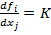 df_i/dx_j = K